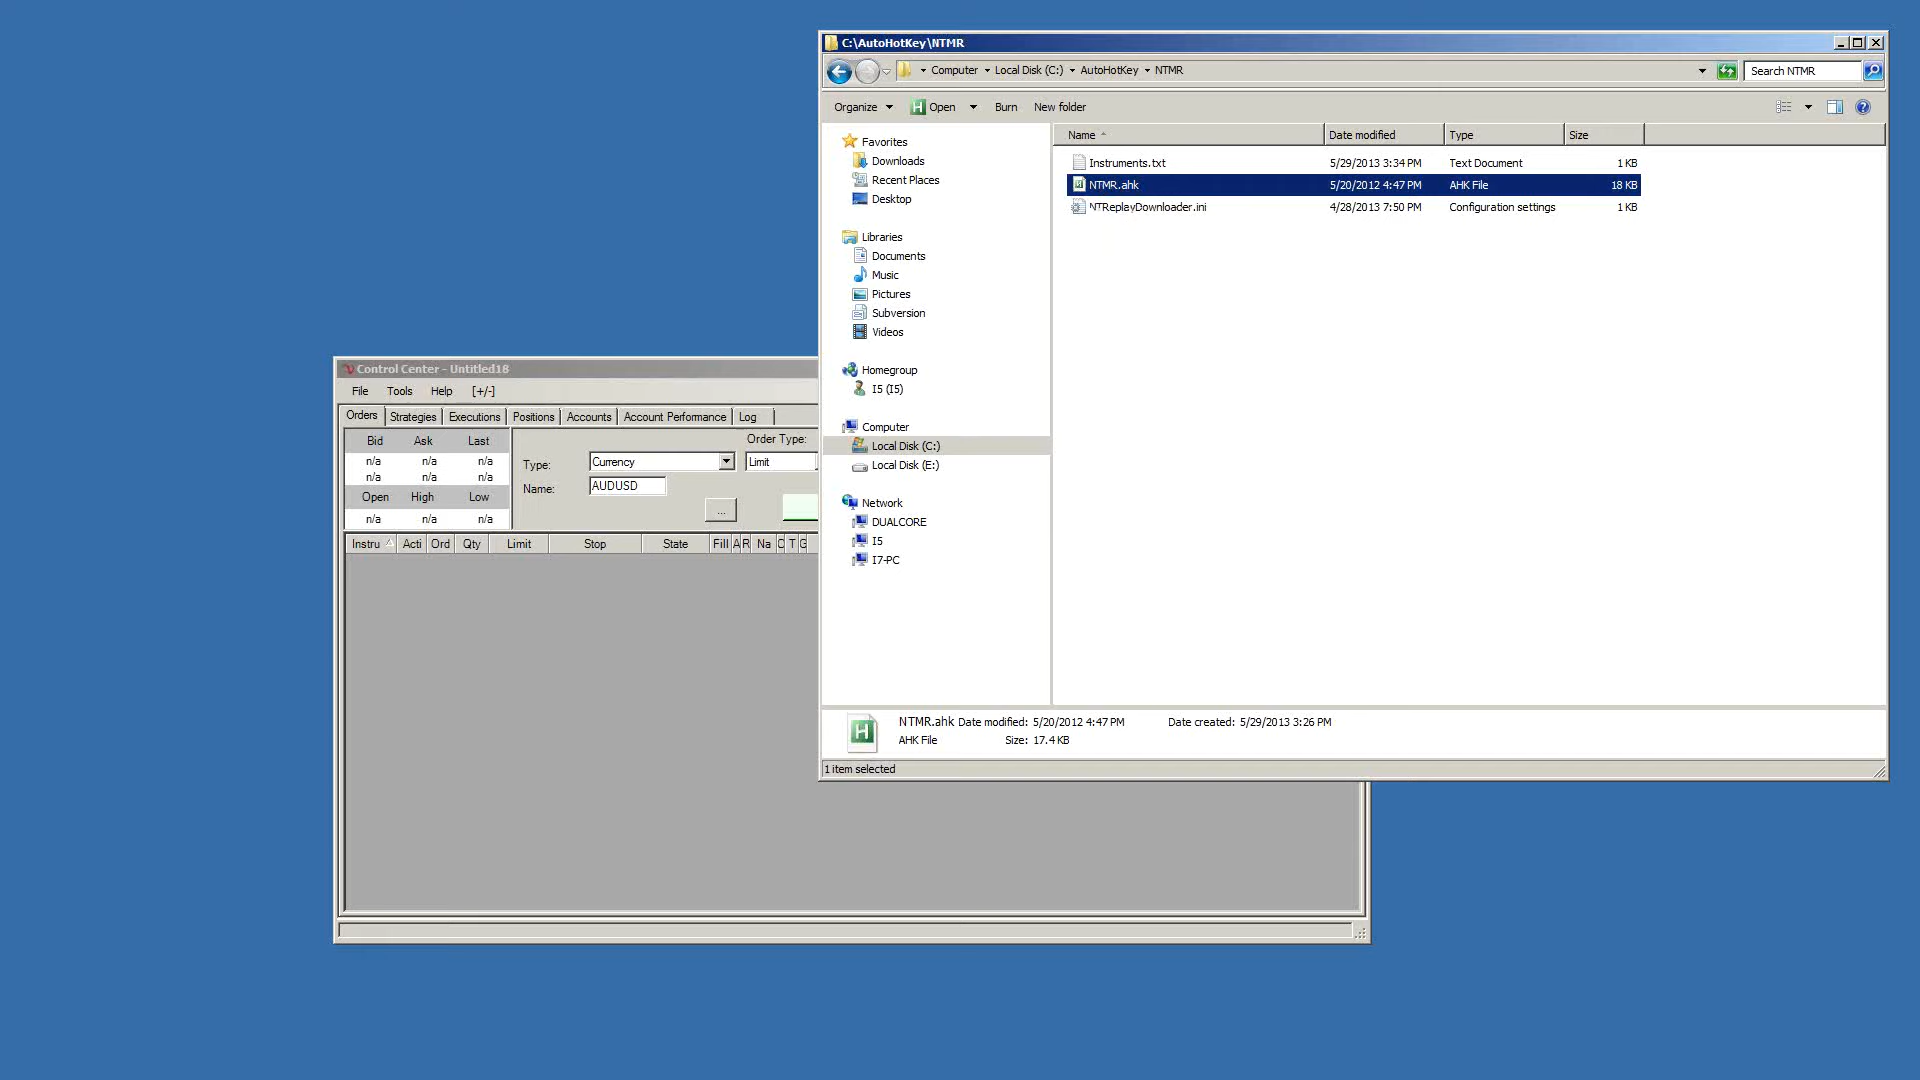 C:\AutoHotKey\NTMR
Computer Local Disk (C:) AutoHotKey NTMR
Search NTMR
Organize Open Burn New folder
Favorites
Downloads
Recent Places
Desktop
Libraries
Documents
Music
Pictures
Subversion
Videos
Homegroup
I5 (I5)
Computer
Local Disk (C:)
Local Disk (E:)
Network
DUALCORE
I5
I7-PC
Name Date modified Type Size
Instruments.txt 5/29/2013 3:34 PM Text Document 1 KB
NTMR.ahk 5/20/2012 4:47 PM AHK File 18 KB
NTReplayDownloader.ini 4/28/2013 7:50 PM Configuration settings 1 KB
NTMR.ahk Date modified: 5/20/2012 4:47 PM Date created: 5/29/2013 3:26 PM
AHK File Size: 17.4 KB
1 item selected
Control Center - Untitled18
File Tools Help [+/-]
Orders Strategies Executions Positions Accounts Account Performance Log
Bid Ask Last
n/a n/a n/a
n/a n/a n/a
Open High Low
n/a n/a n/a
Order Type:
Type: Currency Limit
Name: AUDUSD
...
Instru Acti Ord Qty Limit Stop State Fill A R Na C T G